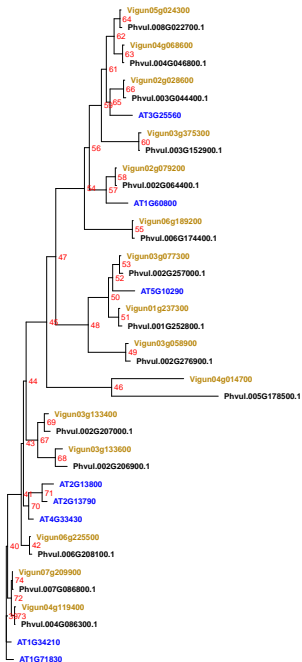 Vigun05g024300
64
Phvul.008G022700.1
62
Vigun04g068600
63
Phvul.004G046800.1
61
Vigun02g028600
66
Phvul.003G044400.1
65
AT3G25560
Vigun03g375300
60
Phvul.003G152900.1
56
Vigun02g079200
58
Phvul.002G064400.1
57
54
AT1G60800
Vigun06g189200
55
Phvul.006G174400.1
47
Vigun03g077300
53
Phvul.002G257000.1
52
AT5G10290
50
Vigun01g237300
51
Phvul.001G252800.1
45
48
Vigun03g058900
49
Phvul.002G276900.1
44
Vigun04g014700
46
Phvul.005G178500.1
Vigun03g133400
69
Phvul.002G207000.1
67
43
Vigun03g133600
68
Phvul.002G206900.1
AT2G13800
71
AT2G13790
70
AT4G33430
Vigun06g225500
40
42
Phvul.006G208100.1
Vigun07g209900
74
Phvul.007G086800.1
72
Vigun04g119400
73
Phvul.004G086300.1
AT1G34210
AT1G71830